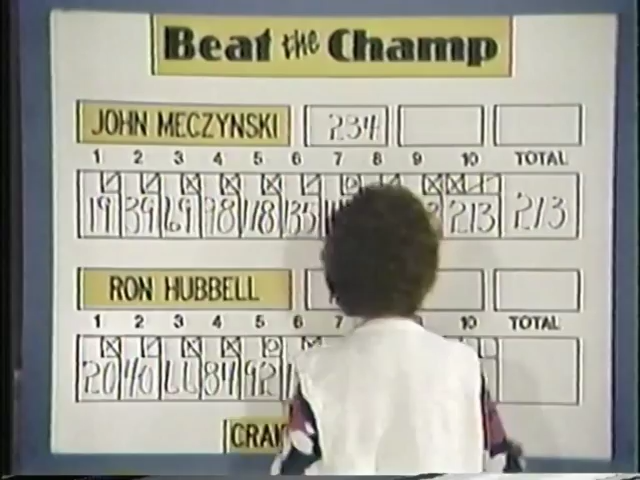 Beat the Champ
JOHN MECZYNSKI 234
1 2 3 4 5 6 7 8 9 10 TOTAL
19 39 69 98 118 135 213 213
RON HUBBELL
1 2 3 4 5 6 7 10 TOTAL
20 40 66 84 92